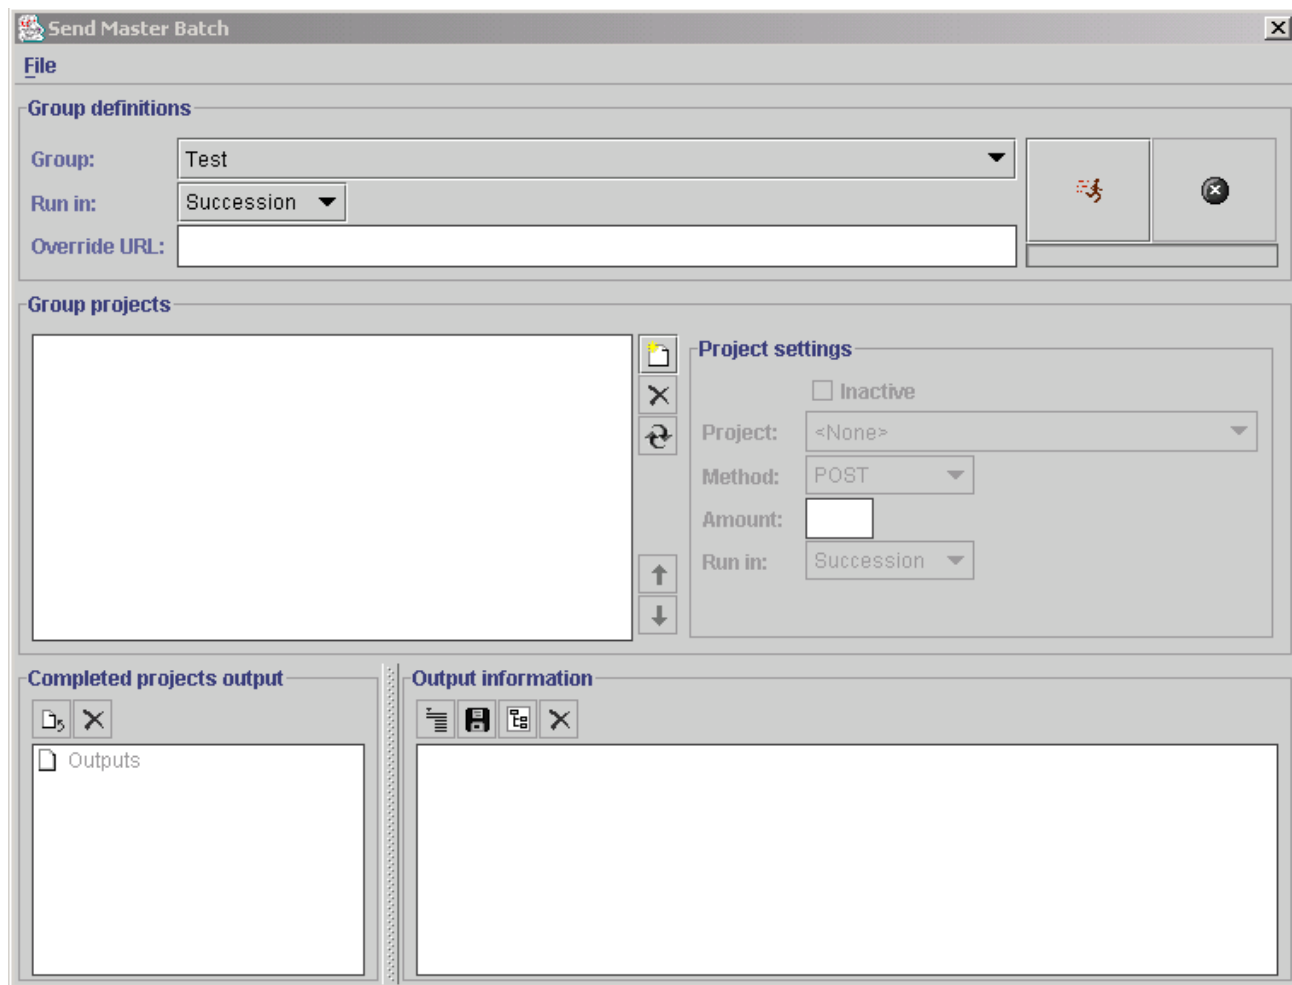 Send Master Batch
File
Group definitions
Group: Test
Run in: Succession
Override URL:
Group projects
Project settings
Inactive
Project: <None>
Method: POST
Amount:
Run in: Succession
Completed projects output
Output information
Outputs